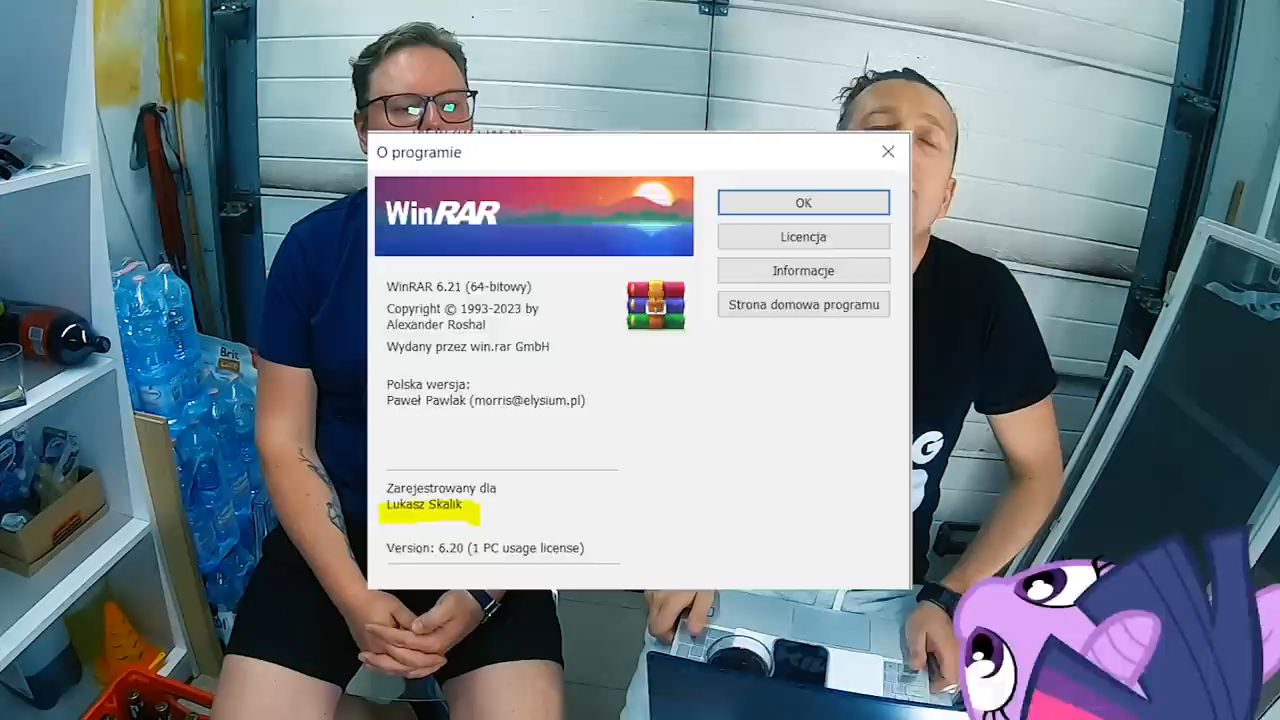 O programie
WinRAR
OK
Licencja
Informacje
Strona domowa programu
WinRAR 6.21 (64-bitowy)
Copyright © 1993-2023 by
Alexander Roshal
Wydany przez win.rar GmbH
Polska wersja:
Paweł Pawlak (morris@elysium.pl)
Zarejestrowany dla
Lukasz Skalik
Version: 6.20 (1 PC usage license)
Brit